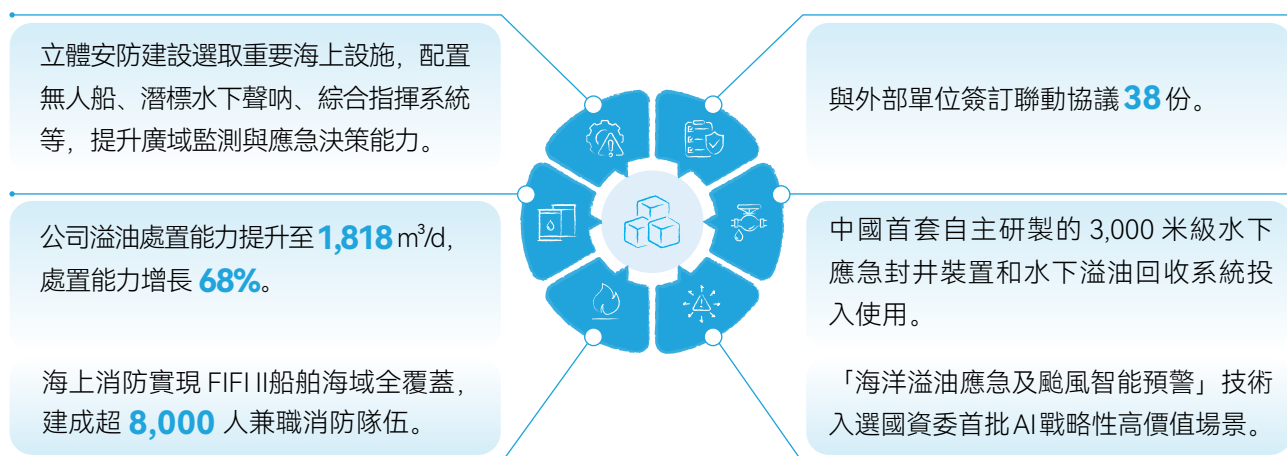 立體安防建設選取重要海上設施，配置
無人船、潛標水下聲吶、綜合指揮系統
等，提升廣域監測與應急決策能力。
公司溢油處置能力提升至1,818 m³/d，
處置能力增長 68%。
海上消防實現 FIFI II船舶海域全覆蓋，
建成超 8,000 人兼職消防隊伍。
與外部單位簽訂聯動協議 38 份。
中國首套自主研製的 3,000 米級水下
應急封井裝置和水下溢油回收系統投
入使用。
「海洋溢油應急及颱風智能預警」技術
入選國資委首批AI戰略性高價值場景。